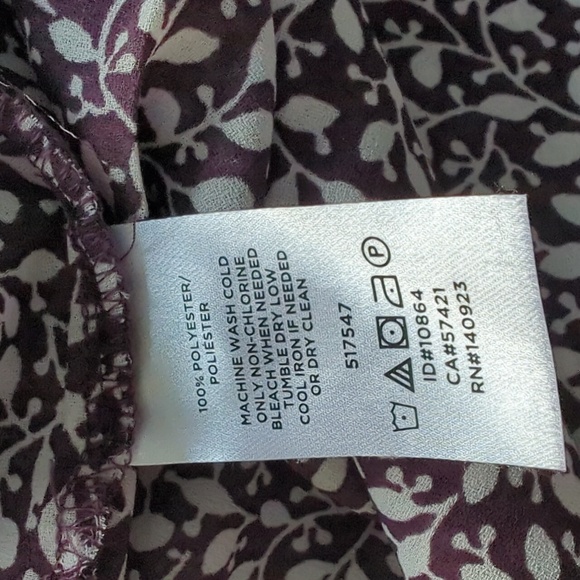 100% POLYESTER/
POLIÉSTER
MACHINE WASH COLD
ONLY NON-CHLORINE
BLEACH WHEN NEEDED
TUMBLE DRY LOW
COOL IRON IF NEEDED
OR DRY CLEAN
517547
P
ID#10864
CA#57421
RN#140923